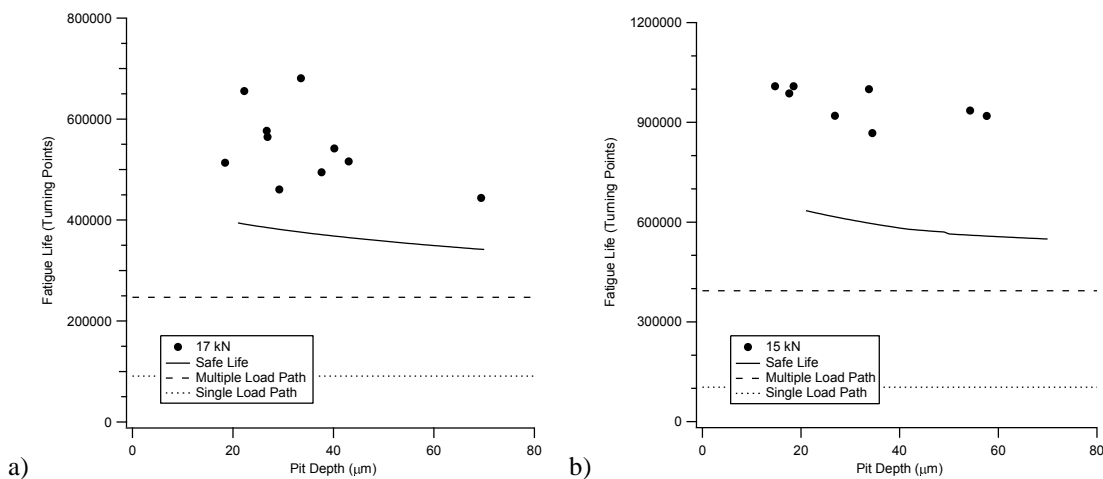 800000
600000
400000
200000
0
Fatigue Life (Turning Points)
17 kN
Safe Life
Multiple Load Path
Single Load Path
0 20 40 60 80
Pit Depth (μm)
a)
1200000
900000
600000
300000
0
Fatigue Life (Turning Points)
15 kN
Safe Life
Multiple Load Path
Single Load Path
0 20 40 60 80
Pit Depth (μm)
b)